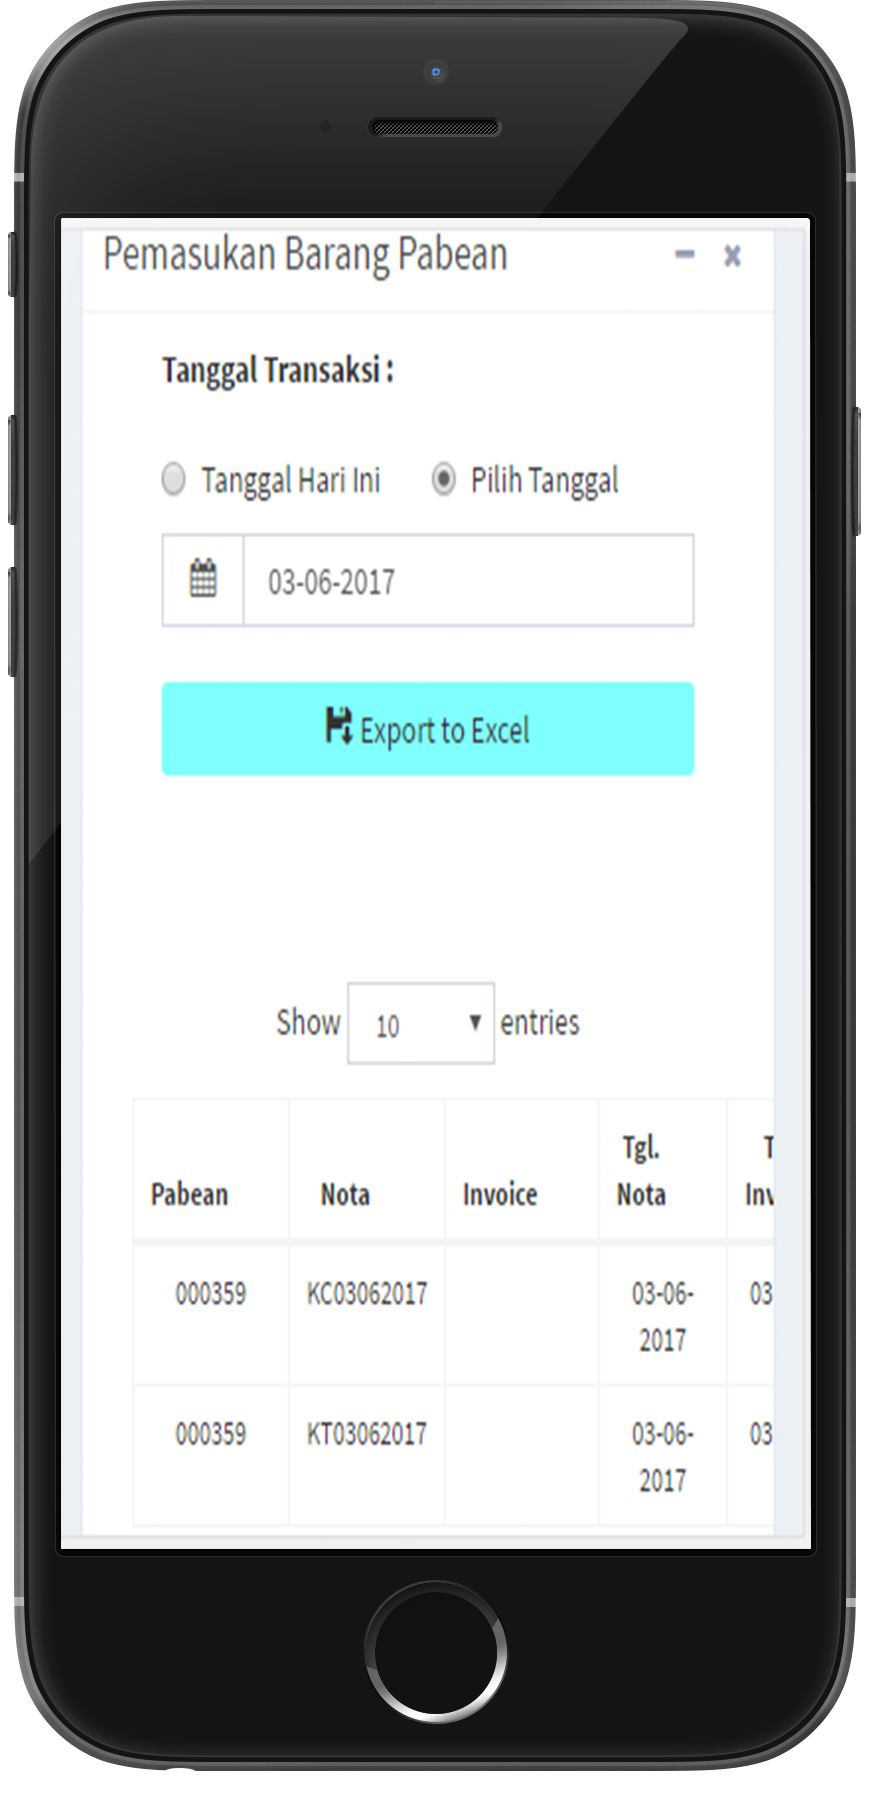 Pemasukan Barang Pabean
Tanggal Transaksi :
Tanggal Hari Ini Pilih Tanggal
03-06-2017
Export to Excel
Show 10 entries
Pabean Nota Invoice Tgl. Nota
000359 KC03062017 03-06-2017 03
000359 KT03062017 03-06-2017 03